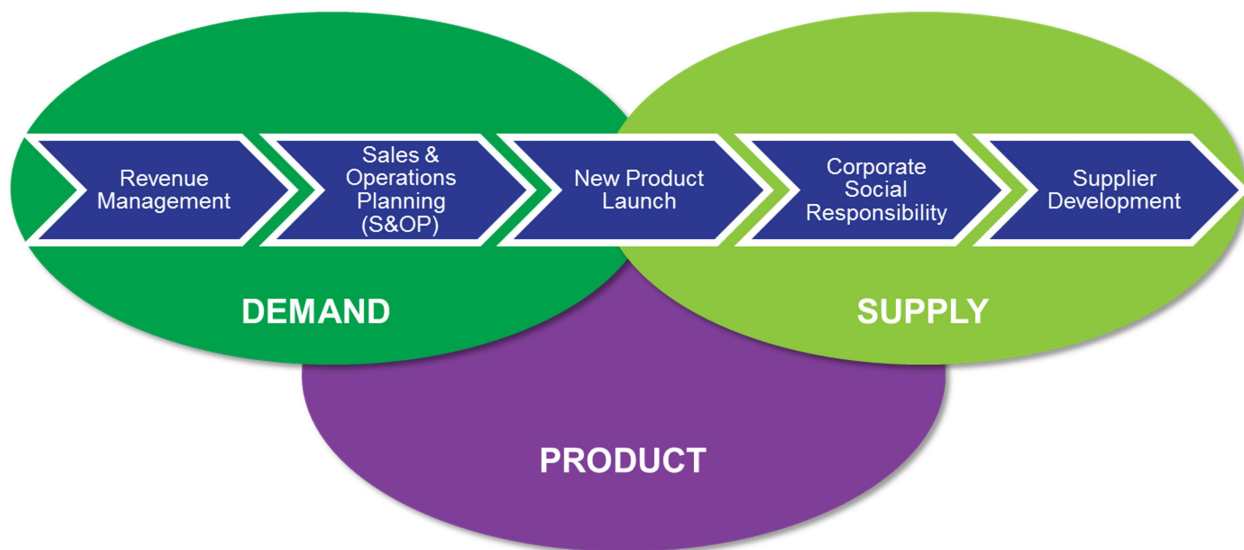 Revenue
Management
Sales &
Operations
Planning
(S&OP)
New Product
Launch
Corporate
Social
Responsibility
Supplier
Development
DEMAND
SUPPLY
PRODUCT